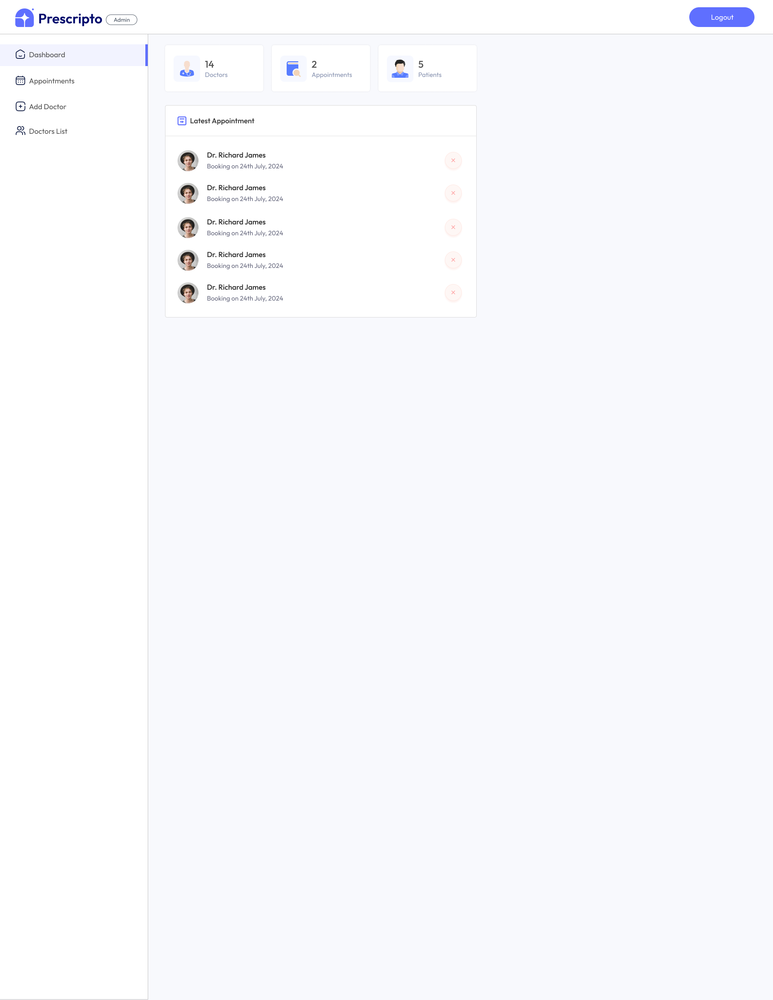 Prescripto
Admin
Logout
Dashboard
Appointments
Add Doctor
Doctors List
14
Doctors
2
Appointments
5
Patients
Latest Appointment
Dr. Richard James
Booking on 24th July, 2024
Dr. Richard James
Booking on 24th July, 2024
Dr. Richard James
Booking on 24th July, 2024
Dr. Richard James
Booking on 24th July, 2024
Dr. Richard James
Booking on 24th July, 2024